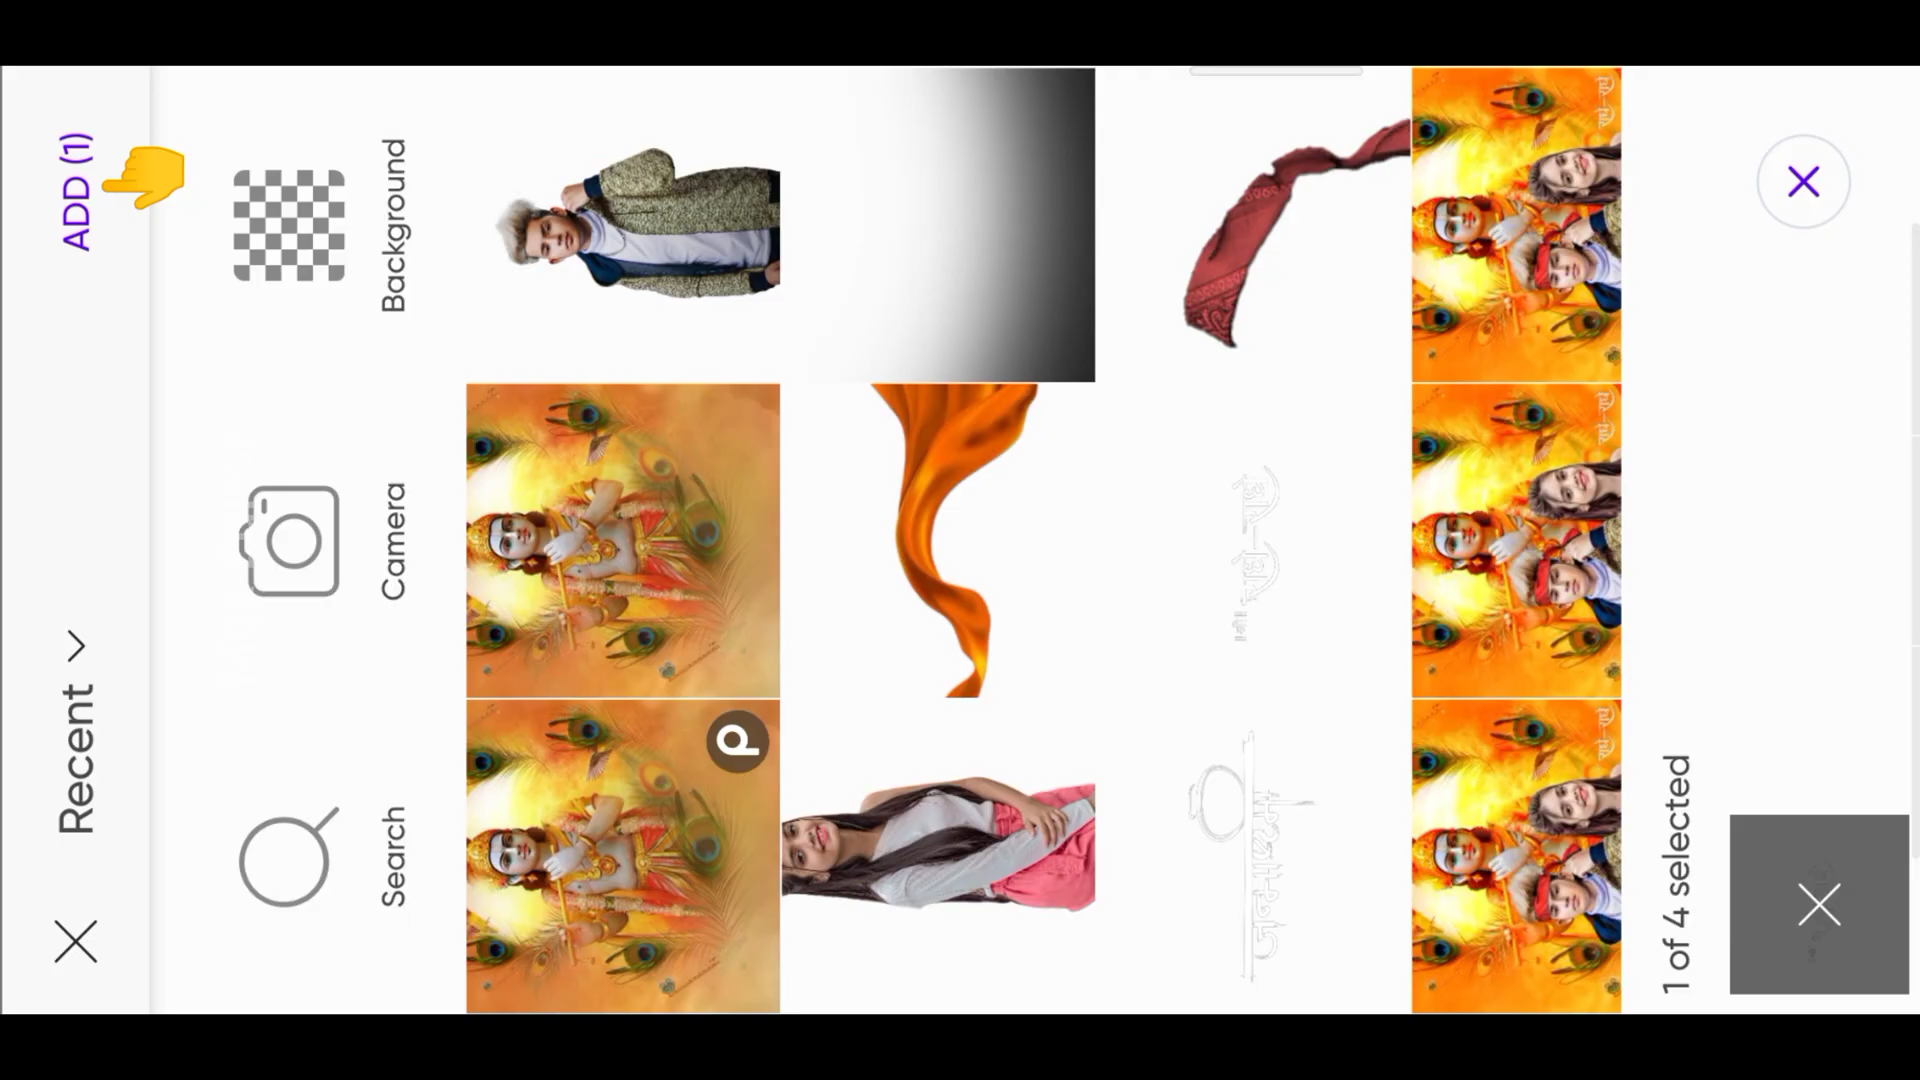 Recent
ADD (1)
Search
Camera
Background
1 of 4 selected